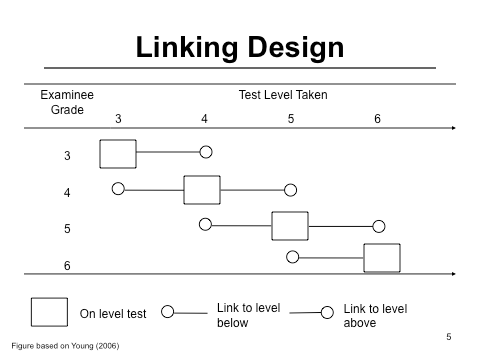 Linking Design
Examinee Grade
Test Level Taken
3 4 5 6
3
4
5
6
On level test
Link to level below
Link to level above
5
Figure based on Young (2006)